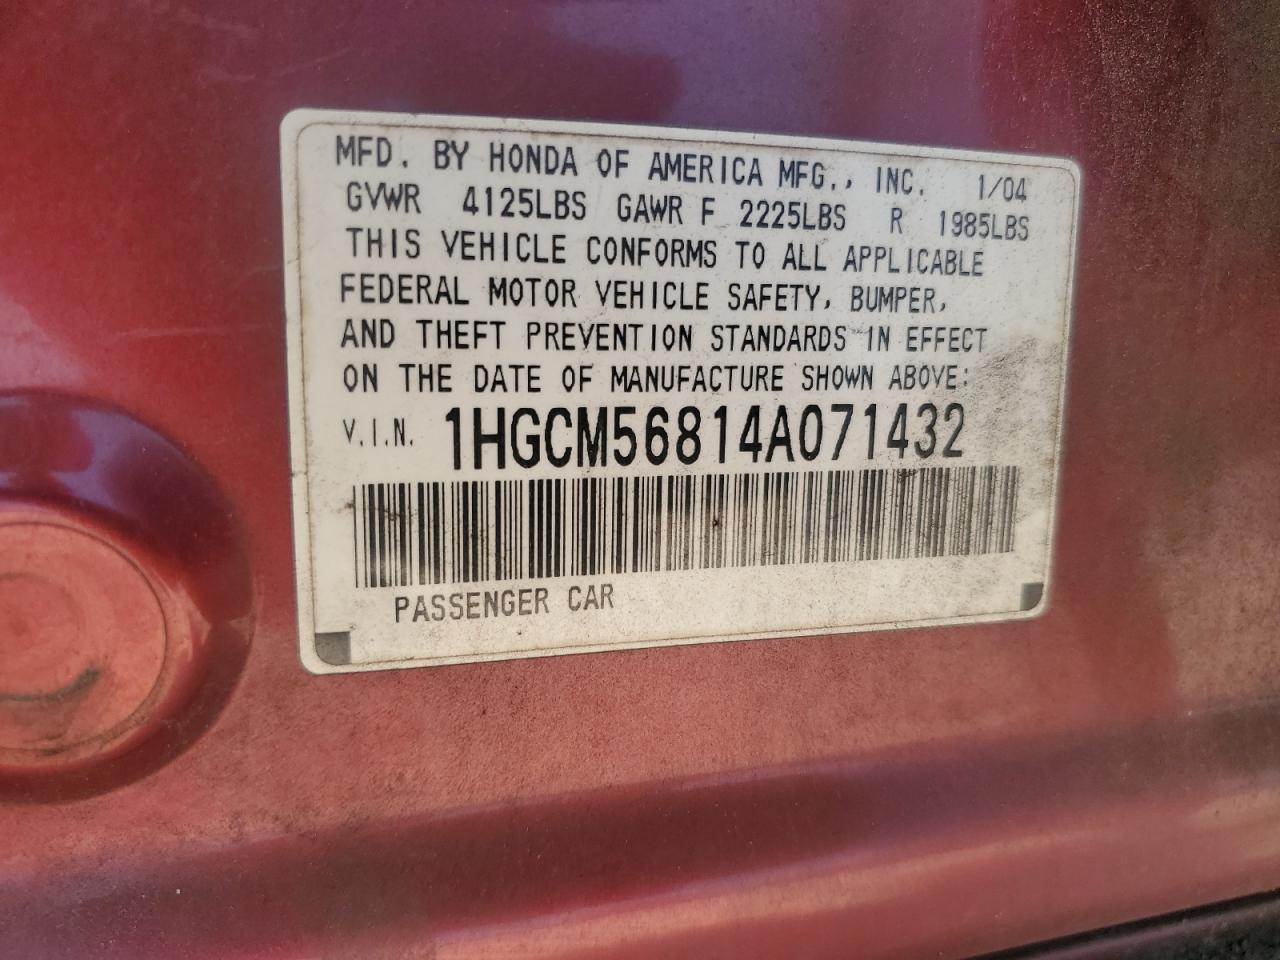 MFD. BY HONDA OF AMERICA MFG., INC. 1/04
GVWR 4125LBS GAWR F 2225LBS R 1985LBS
THIS VEHICLE CONFORMS TO ALL APPLICABLE
FEDERAL MOTOR VEHICLE SAFETY, BUMPER,
AND THEFT PREVENTION STANDARDS IN EFFECT
ON THE DATE OF MANUFACTURE SHOWN ABOVE:
V.I.N. 1HGCM56814A071432
PASSENGER CAR